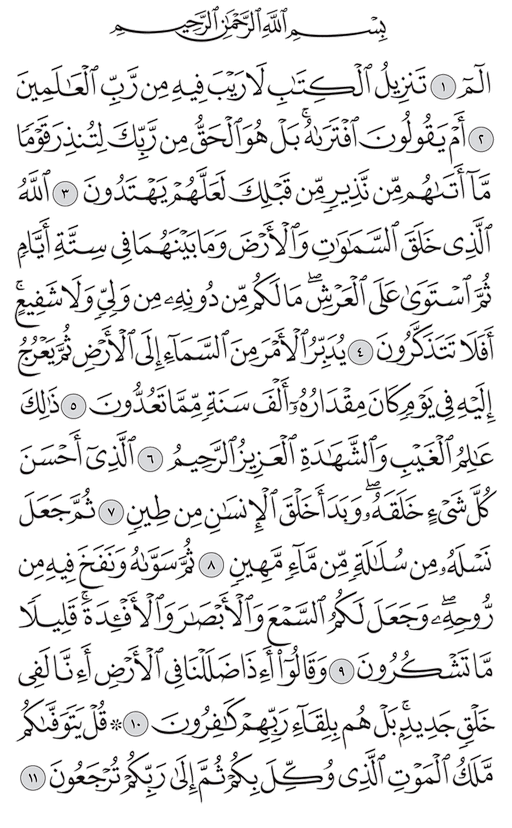 بِسْمِ ٱللَّهِ ٱلرَّحْمَٰنِ ٱلرَّحِيمِ
الٓمٓ ١ تَنزِيلُ ٱلْكِتَٰبِ لَا رَيْبَ فِيهِ مِن رَّبِّ ٱلْعَٰلَمِينَ
٢ أَمْ يَقُولُونَ ٱفْتَرَىٰهُ ۚ بَلْ هُوَ ٱلْحَقُّ مِن رَّبِّكَ لِتُنذِرَ قَوْمًا
مَّآ أَتَىٰهُم مِّن نَّذِيرٍ مِّن قَبْلِكَ لَعَلَّهُمْ يَهْتَدُونَ ٣ ٱللَّهُ
ٱلَّذِى خَلَقَ ٱلسَّمَٰوَٰتِ وَٱلْأَرْضَ وَمَا بَيْنَهُمَا فِى سِتَّةِ أَيَّامٍ
ثُمَّ ٱسْتَوَىٰ عَلَى ٱلْعَرْشِ ۖ مَا لَكُم مِّن دُونِهِۦ مِن وَلِىٍّ وَلَا شَفِيعٍ ۚ
أَفَلَا تَتَذَكَّرُونَ ٤ يُدَبِّرُ ٱلْأَمْرَ مِنَ ٱلسَّمَآءِ إِلَى ٱلْأَرْضِ ثُمَّ يَعْرُجُ
إِلَيْهِ فِى يَوْمٍ كَانَ مِقْدَارُهُۥٓ أَلْفَ سَنَةٍ مِّمَّا تَعُدُّونَ ٥ ذَٰلِكَ
عَٰلِمُ ٱلْغَيْبِ وَٱلشَّهَٰدَةِ ٱلْعَزِيزُ ٱلرَّحِيمُ ٦ ٱلَّذِىٓ أَحْسَنَ
كُلَّ شَىْءٍ خَلَقَهُۥ ۖ وَبَدَأَ خَلْقَ ٱلْإِنسَٰنِ مِن طِينٍ ٧ ثُمَّ جَعَلَ
نَسْلَهُۥ مِن سُلَٰلَةٍ مِّن مَّآءٍ مَّهِينٍ ٨ ثُمَّ سَوَّىٰهُ وَنَفَخَ فِيهِ مِن
رُّوحِهِۦ ۖ وَجَعَلَ لَكُمُ ٱلسَّمْعَ وَٱلْأَبْصَٰرَ وَٱلْأَفْـِٔدَةَ ۚ قَلِيلًا
مَّا تَشْكُرُونَ ٩ وَقَالُوٓا۟ أَءِذَا ضَلَلْنَا فِى ٱلْأَرْضِ أَءِنَّا لَفِى
خَلْقٍ جَدِيدٍۭ ۚ بَلْ هُم بِلِقَآءِ رَبِّهِمْ كَٰفِرُونَ ١٠ ۞ قُلْ يَتَوَفَّىٰكُم
مَّلَكُ ٱلْمَوْتِ ٱلَّذِى وُكِّلَ بِكُمْ ثُمَّ إِلَىٰ رَبِّكُمْ تُرْجَعُونَ ١١